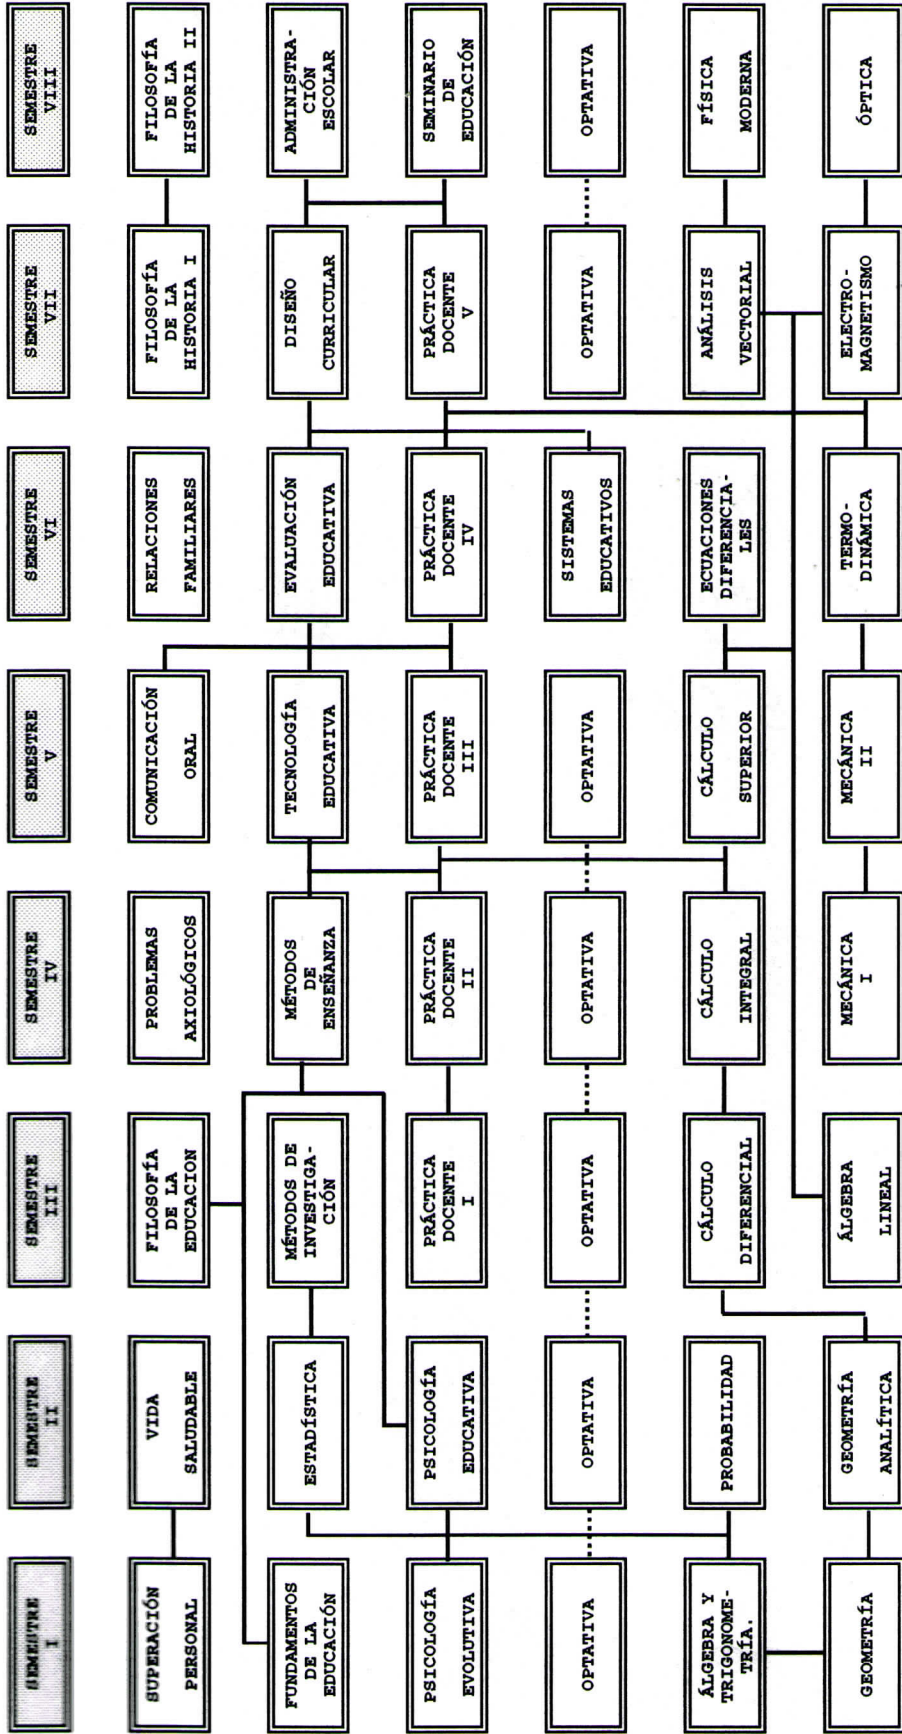 SEMESTRE
I
SEMESTRE
II
SEMESTRE
III
SEMESTRE
IV
SEMESTRE
V
SEMESTRE
VI
SEMESTRE
VII
SEMESTRE
VIII
SUPERACIÓN
PERSONAL
VIDA
SALUDABLE
FILOSOFÍA
DE LA
EDUCACION
PROBLEMAS
AXIOLÓGICOS
COMUNICACIÓN
ORAL
RELACIONES
FAMILIARES
FILOSOFÍA
DE LA
HISTORIA I
FILOSOFÍA
DE LA
HISTORIA II
FUNDAMENTOS
DE LA
EDUCACIÓN
ESTADÍSTICA
MÉTODOS DE
INVESTIGA-
CIÓN
MÉTODOS
DE
ENSEÑANZA
TECNOLOGÍA
EDUCATIVA
EVALUACIÓN
EDUCATIVA
DISEÑO
CURRICULAR
ADMINISTRA-
CIÓN
ESCOLAR
PSICOLOGÍA
EVOLUTIVA
PSICOLOGÍA
EDUCATIVA
PRÁCTICA
DOCENTE
I
PRÁCTICA
DOCENTE
II
PRÁCTICA
DOCENTE
III
PRÁCTICA
DOCENTE
IV
PRÁCTICA
DOCENTE
V
SEMINARIO
DE
EDUCACIÓN
OPTATIVA
OPTATIVA
OPTATIVA
OPTATIVA
OPTATIVA
SISTEMAS
EDUCATIVOS
OPTATIVA
OPTATIVA
ÁLGEBRA Y
TRIGONOME-
TRÍA.
PROBABILIDAD
CÁLCULO
DIFERENCIAL
CÁLCULO
INTEGRAL
CÁLCULO
SUPERIOR
ECUACIONES
DIFERENCIA-
LES
ANÁLISIS
VECTORIAL
FÍSICA
MODERNA
GEOMETRÍA
GEOMETRÍA
ANALÍTICA
ÁLGEBRA
LINEAL
MECÁNICA
I
MECÁNICA
II
TERMO-
DINÁMICA
ELECTRO-
MAGNETISMO
ÓPTICA